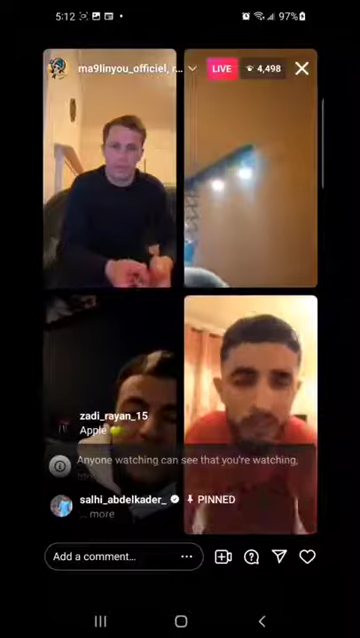 5:12
97%
ma9linyou_officiel, r...
LIVE
4,498
zadi_rayan_15
Apple 🍏
Anyone watching can see that you're watching,
salhi_abdelkader_ PINNED
... more
Add a comment...